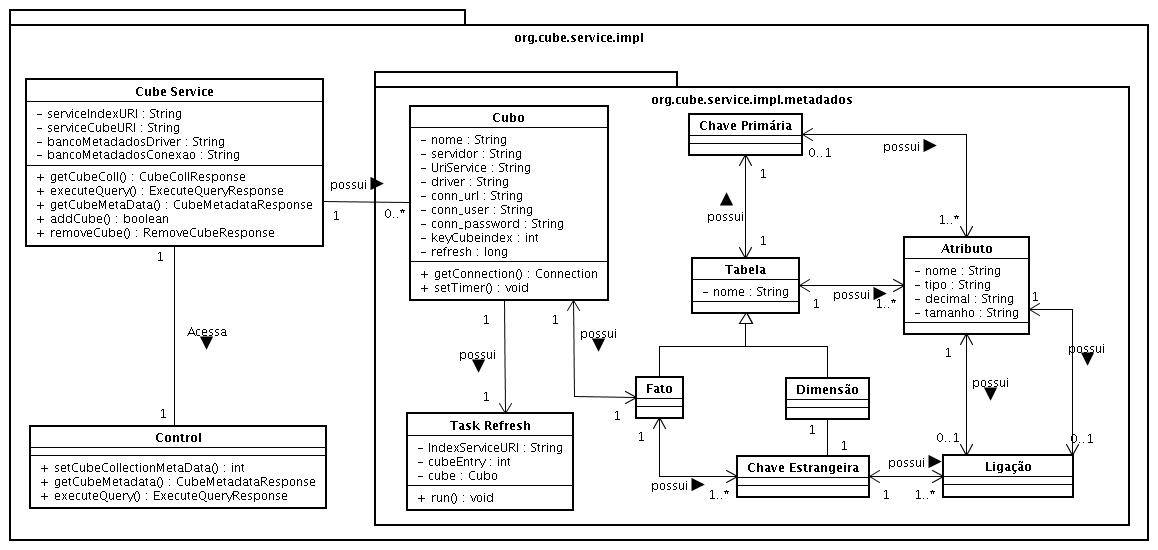 org.cube.service.impl
Cube Service
- serviceIndexURI : String
- serviceCubeURI : String
- bancoMetadadosDriver : String
- bancoMetadadosConexao : String
+ getCubeColl() : CubeCollResponse
+ executeQuery() : ExecuteQueryResponse
+ getCubeMetaData() : CubeMetadataResponse
+ addCube() : boolean
+ removeCube() : RemoveCubeResponse
possui
1
0..*
1
Acessa
1
Control
+ setCubeCollectionMetaData() : int
+ getCubeMetadata() : CubeMetadataResponse
+ executeQuery() : ExecuteQueryResponse
org.cube.service.impl.metadados
Cubo
- nome : String
- servidor : String
- UriService : String
- driver : String
- conn_url : String
- conn_user : String
- conn_password : String
- keyCubeindex : int
- refresh : long
+ getConnection() : Connection
+ setTimer() : void
1
possui
1
1
possui
1
Task Refresh
- IndexServiceURI : String
- cubeEntry : int
- cube : Cubo
+ run() : void
Chave Primária
0..1
possui
1..*
1
possui
1
Tabela
- nome : String
1
possui
1..*
Atributo
- nome : String
- tipo : String
- decimal : String
- tamanho : String
1
possui
0..1
1
possui
0..1
Fato
Dimensão
1
1
1
possui
1..*
Chave Estrangeira
possui
1
1..*
Ligação